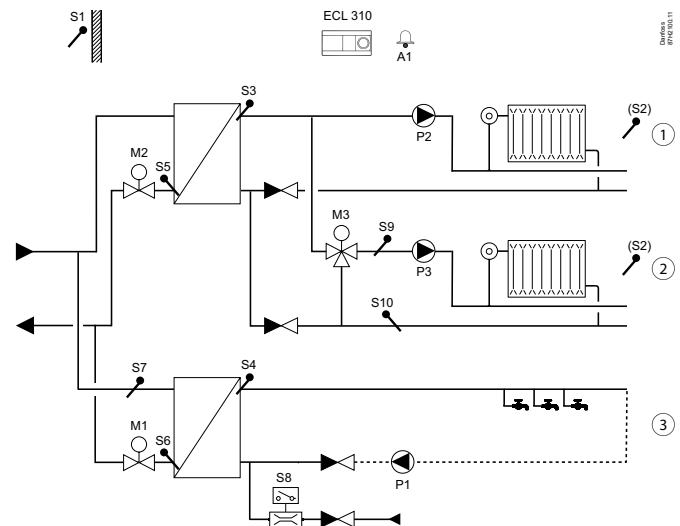 S1
ECL 310
A1
Danfoss
87H2100.11
S3
P2
(S2)
1
M2
S5
M3
S9
P3
(S2)
2
S10
S7
S4
M1
S6
3
P1
S8